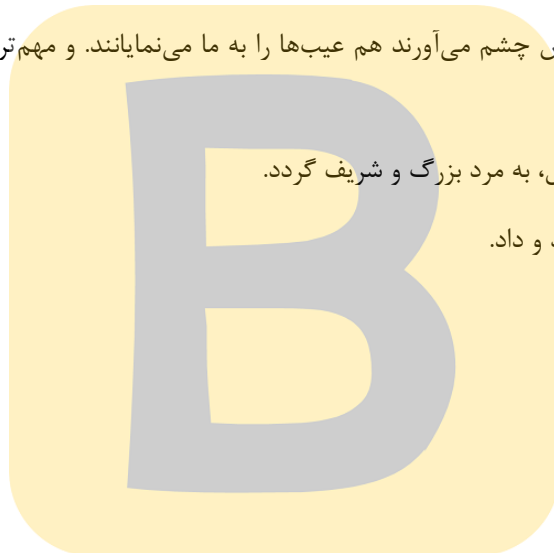 چشم می‌آورند هم عیب‌ها را به ما می‌نمایانند. و مهم‌تر
به مرد بزرگ و شریف گردد.
و داد.
B